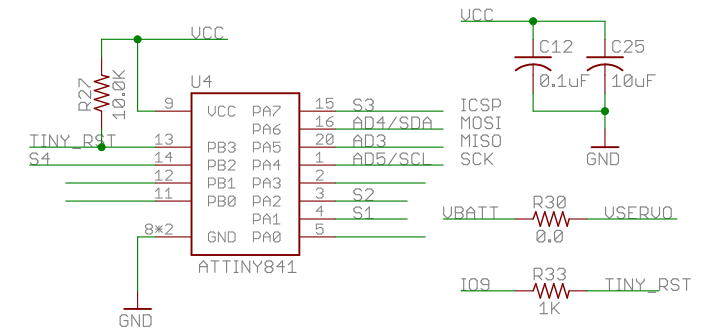 VCC
VCC
C12
C25
0.1uF
10uF
GND
R27
10.0K
U4
9
VCC
PA7
15
S3
ICSP
PA6
16
AD4/SDA
MOSI
TINY_RST
13
PB3
PA5
20
AD3
MISO
S4
14
PB2
PA4
1
AD5/SCL
SCK
12
PB1
PA3
2
11
PB0
PA2
3
S2
PA1
4
S1
8*2
GND
PA0
5
ATTINY841
GND
R30
VBATT
VSERVO
0.0
R33
IO9
TINY_RST
1K